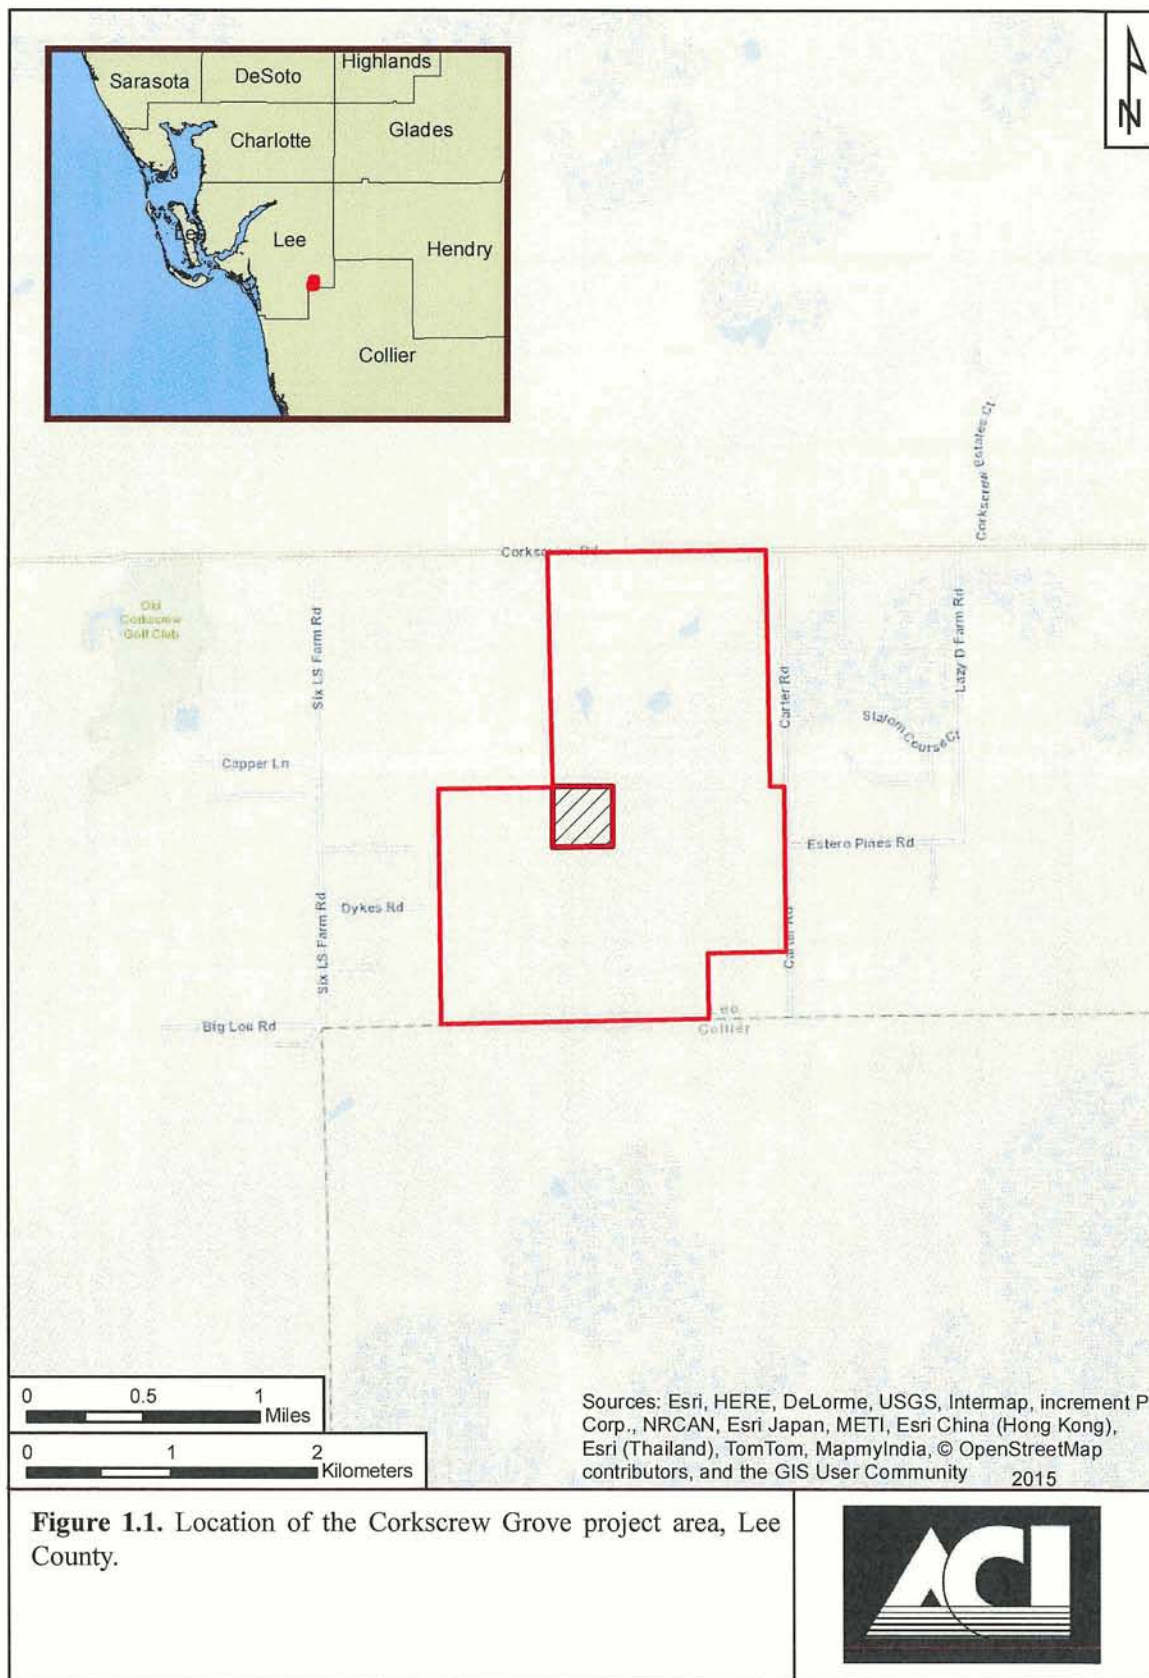 Highlands
Sarasota
DeSoto
Glades
Charlotte
Lee
Lee
Hendry
Collier
N
Corkscrew Estates Ct
Corkscrew Rd
Old
Corkscrew
Golf Club
Six LS Farm Rd
Carter Rd
Lazy D Farm Rd
Slalom Course Ct
Capper Ln
Estero Pines Rd
Dykes Rd
Six LS Farm Rd
Carter Rd
Big Lou Rd
Lee
Collier
0 0.5 1
Miles
0 1 2
Kilometers
Sources: Esri, HERE, DeLorme, USGS, Intermap, increment P
Corp., NRCAN, Esri Japan, METI, Esri China (Hong Kong),
Esri (Thailand), TomTom, MapmyIndia, © OpenStreetMap
contributors, and the GIS User Community 2015
Figure 1.1. Location of the Corkscrew Grove project area, Lee
County.
ACI